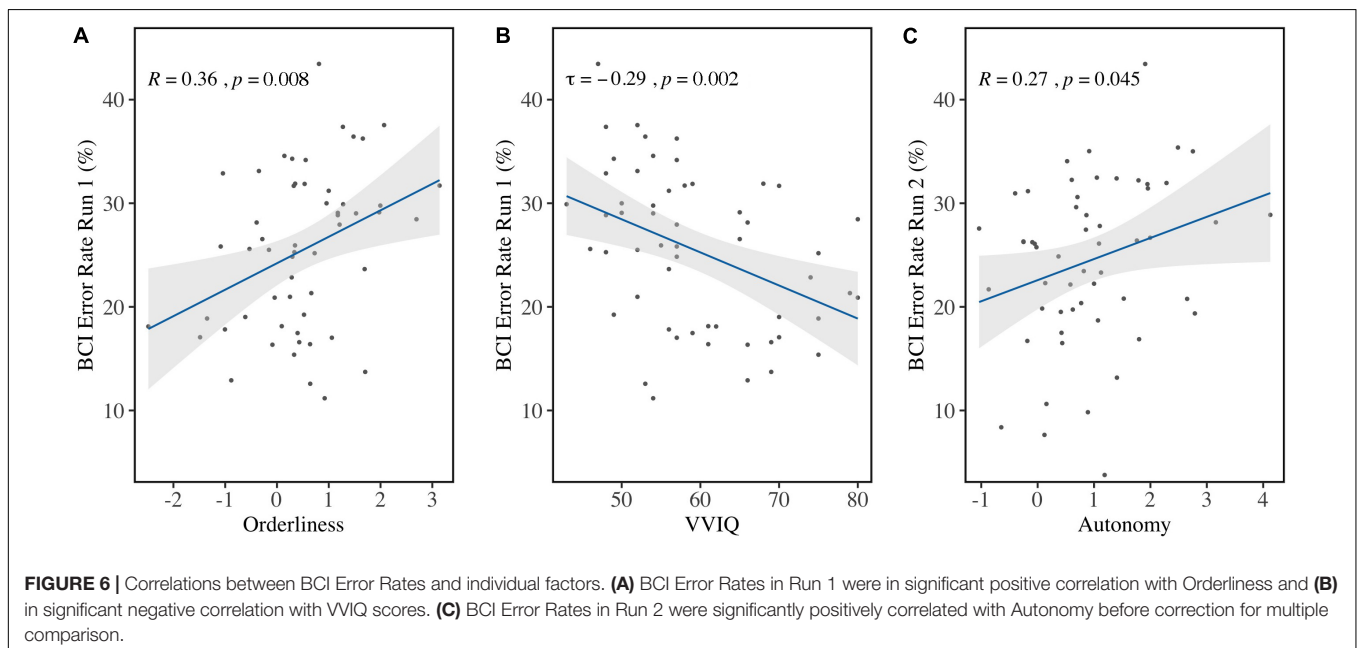 A
R = 0.36 , p = 0.008
BCI Error Rate Run 1 (%)
40
30
20
10
-2 -1 0 1 2 3
Orderliness
B
τ = −0.29 , p = 0.002
BCI Error Rate Run 1 (%)
40
30
20
10
50 60 70 80
VVIQ
C
R = 0.27 , p = 0.045
BCI Error Rate Run 2 (%)
40
30
20
10
-1 0 1 2 3 4
Autonomy
FIGURE 6 | Correlations between BCI Error Rates and individual factors. (A) BCI Error Rates in Run 1 were in significant positive correlation with Orderliness and (B)
in significant negative correlation with VVIQ scores. (C) BCI Error Rates in Run 2 were significantly positively correlated with Autonomy before correction for multiple
comparison.